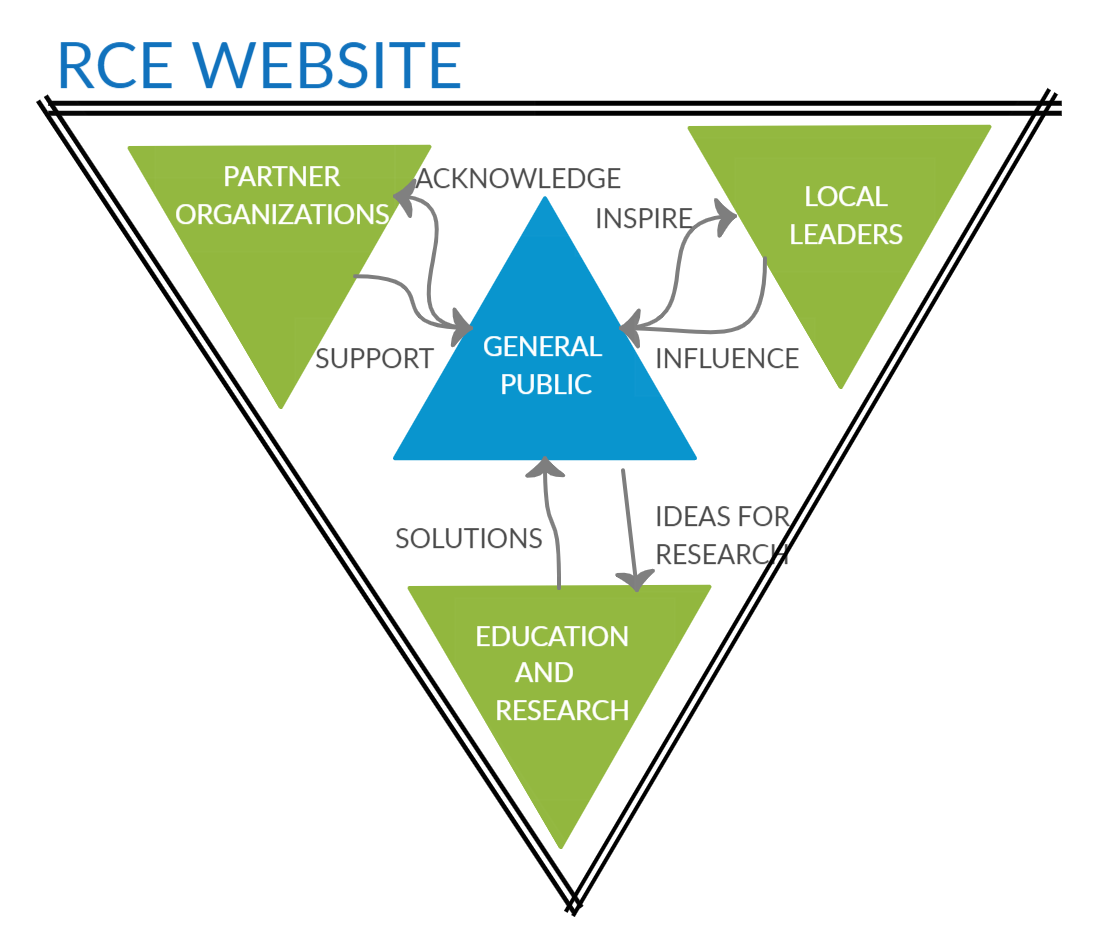 RCE WEBSITE
PARTNER
ORGANIZATIONS
ACKNOWLEDGE
INSPIRE
LOCAL
LEADERS
SUPPORT
GENERAL
PUBLIC
INFLUENCE
SOLUTIONS
IDEAS FOR
RESEARCH
EDUCATION
AND
RESEARCH